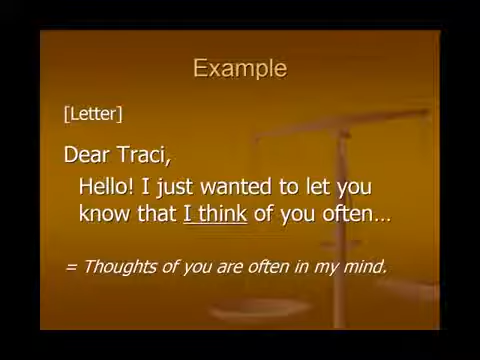 Example
[Letter]
Dear Traci,
Hello! I just wanted to let you
know that I think of you often…
= Thoughts of you are often in my mind.